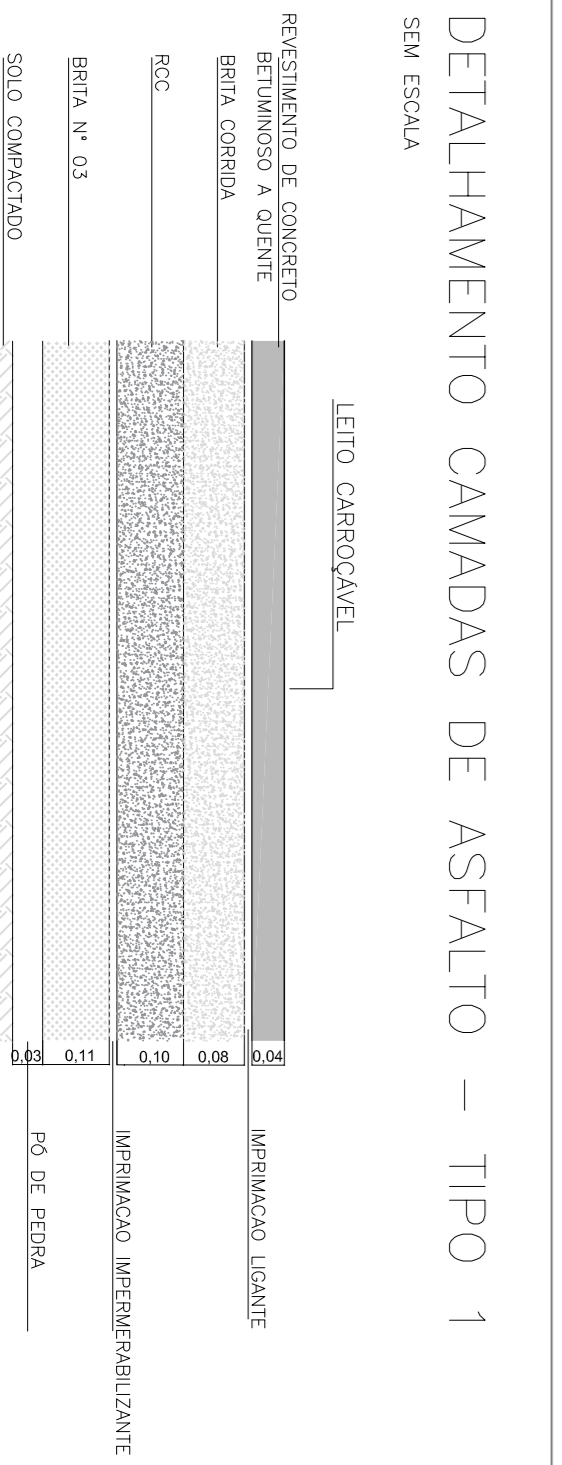 DETALHAMENTO CAMADAS DE ASFALTO – TIPO 1
SEM ESCALA
LEITO CARROÇÁVEL
REVESTIMENTO DE CONCRETO
BETUMINOSO A QUENTE
BRITA CORRIDA
RCC
BRITA N° 03
SOLO COMPACTADO
0,04
0,08
0,10
0,11
0,03
IMPRIMACAO LIGANTE
IMPRIMACAO IMPERMERABILIZANTE
PÓ DE PEDRA